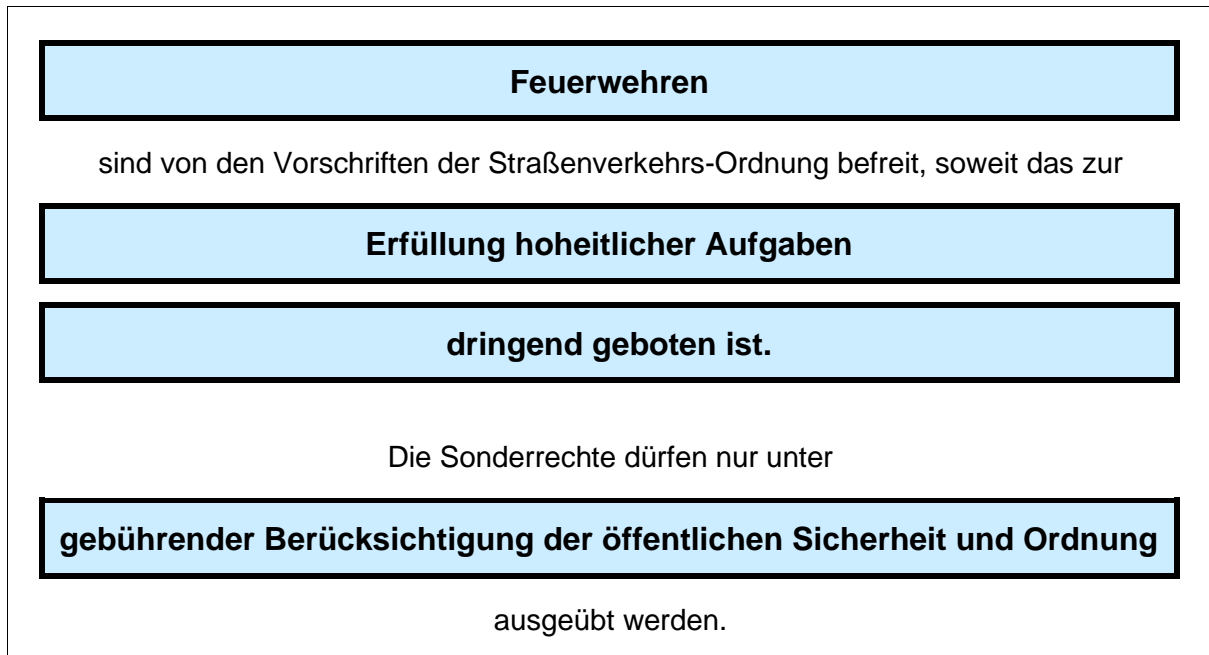 Feuerwehren
sind von den Vorschriften der Straßenverkehrs-Ordnung befreit, soweit das zur
Erfüllung hoheitlicher Aufgaben
dringend geboten ist.
Die Sonderrechte dürfen nur unter
gebührender Berücksichtigung der öffentlichen Sicherheit und Ordnung
ausgeübt werden.